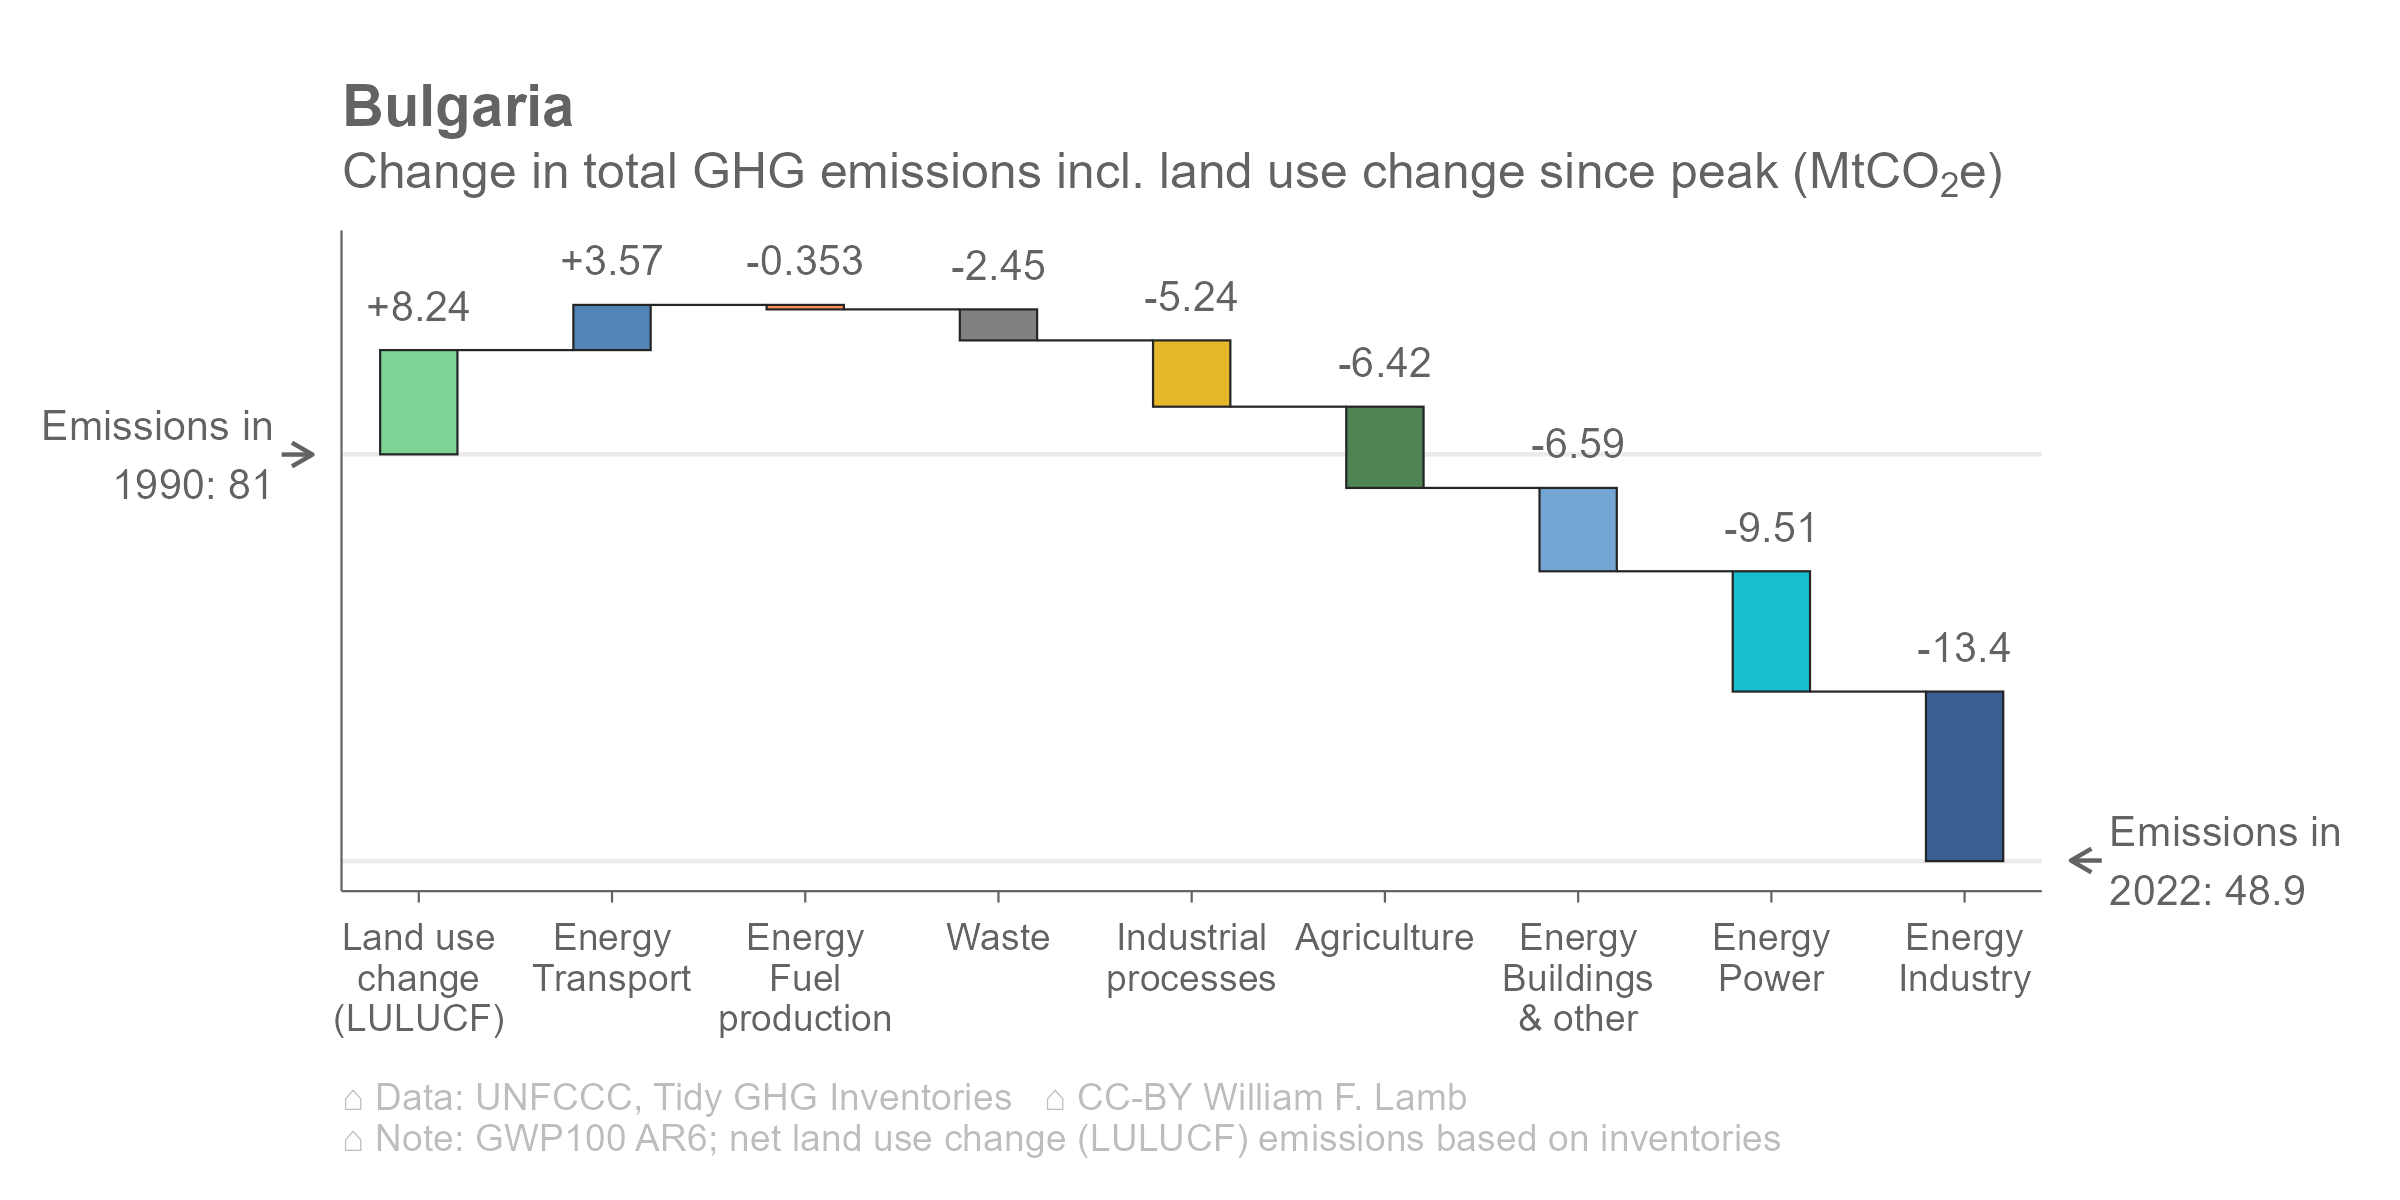 Bulgaria
Change in total GHG emissions incl. land use change since peak (MtCO₂e)
+8.24
+3.57
-0.353
-2.45
-5.24
-6.42
-6.59
-9.51
-13.4
Emissions in
1990: 81
Emissions in
2022: 48.9
Land use
change
(LULUCF)
Energy
Transport
Energy
Fuel
production
Waste
Industrial
processes
Agriculture
Energy
Buildings
& other
Energy
Power
Energy
Industry
⌂ Data: UNFCCC, Tidy GHG Inventories ⌂ CC-BY William F. Lamb
⌂ Note: GWP100 AR6; net land use change (LULUCF) emissions based on inventories